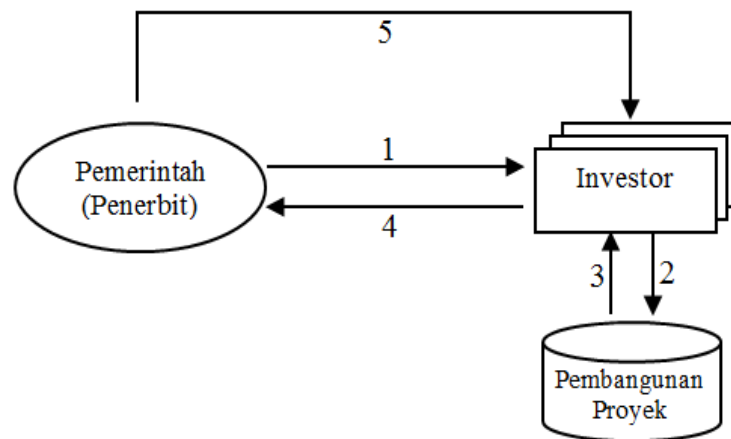 5
Pemerintah
(Penerbit)
1
4
Investor
3
2
Pembangunan
Proyek